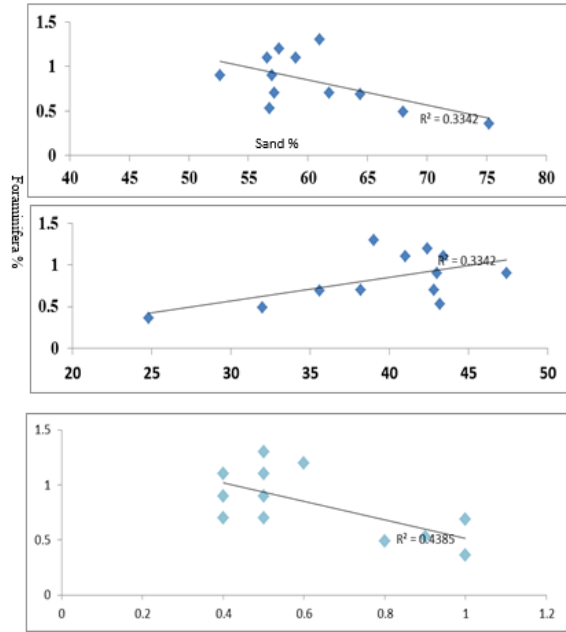 Foraminifera %
1.5
1
0.5
0
R² = 0.3342
Sand %
40 45 50 55 60 65 70 75 80
1.5
1
0.5
0
R² = 0.3342
20 25 30 35 40 45 50
1.5
1
0.5
0
R² = 0.4385
0 0.2 0.4 0.6 0.8 1 1.2